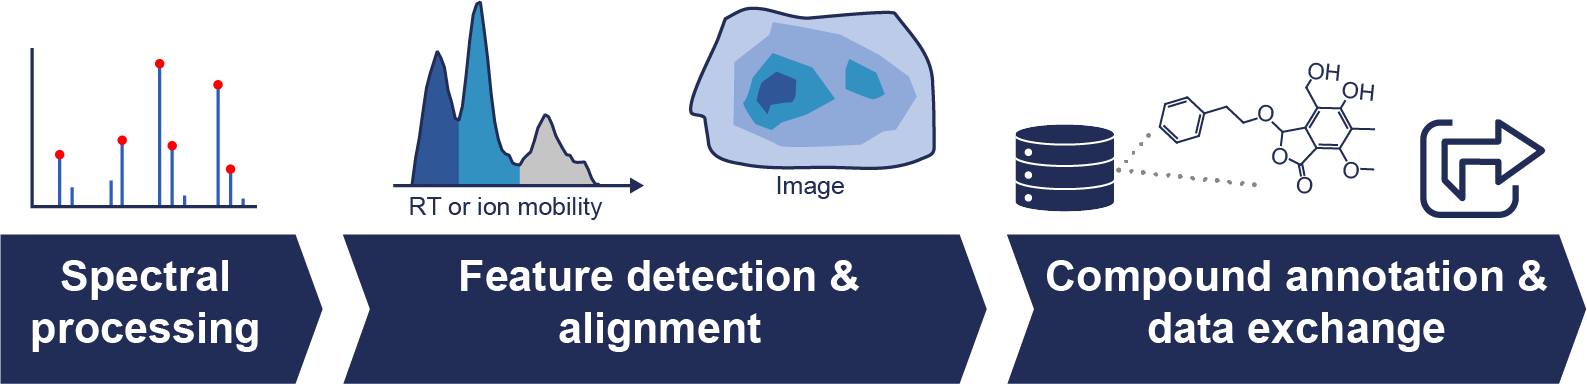 RT or ion mobility
Image
OH
OH
O
O
O
O
Spectral
processing
Feature detection &
alignment
Compound annotation &
data exchange